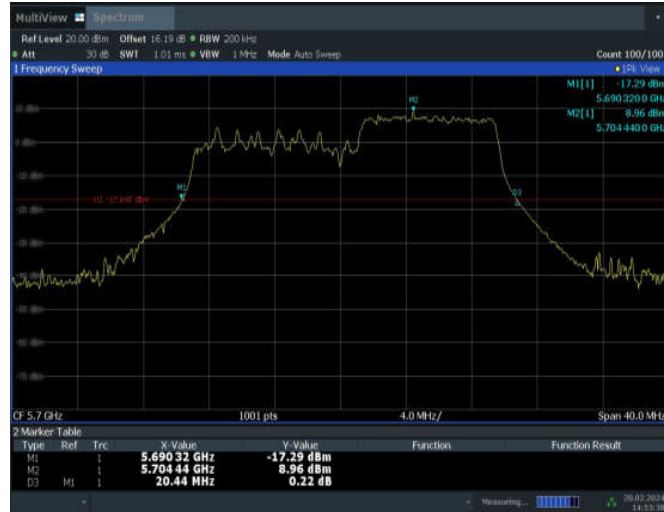 MultiView Spectrum
Ref Level 20.00 dBm Offset 16.19 dB RBW 200 kHz
Att 30 dB SWT 1.01 ms VBW 1 MHz Mode Auto Sweep Count 100/100
1 Frequency Sweep 1Pk View
M1[1] -17.29 dBm
5.690 320 0 GHz
M2[1] 8.96 dBm
5.704 440 0 GHz
M2
M1
D3
CF 5.7 GHz 1001 pts 4.0 MHz/ Span 40.0 MHz
2 Marker Table
Type Ref Trc X-Value Y-Value Function Function Result
M1 1 5.690 32 GHz -17.29 dBm
M2 1 5.704 44 GHz 8.96 dBm
D3 M1 1 20.44 MHz 0.22 dB
Measuring...